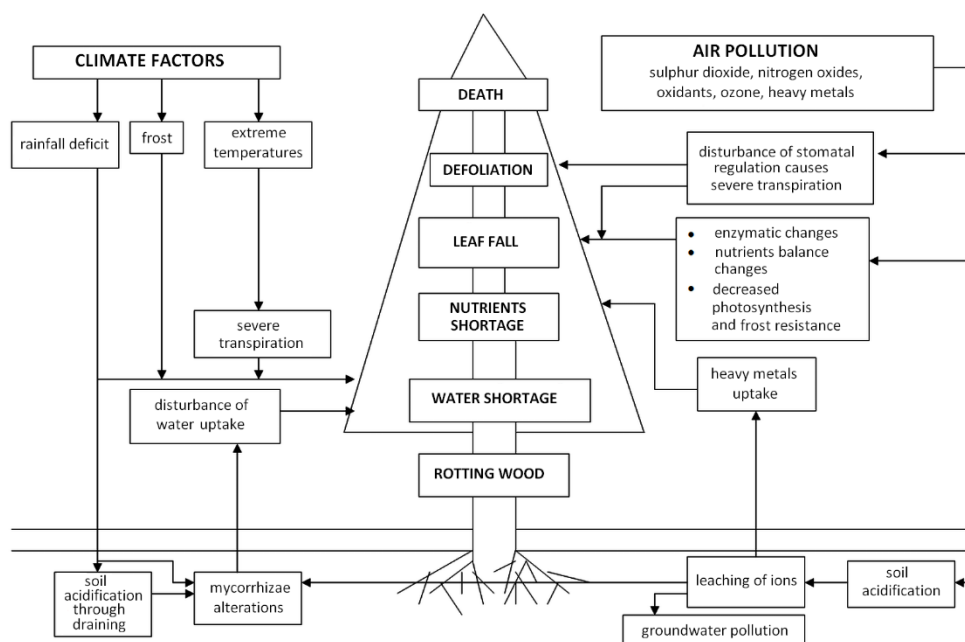 CLIMATE FACTORS
rainfall deficit
frost
extreme
temperatures
severe
transpiration
disturbance of
water uptake
soil
acidification
through
draining
mycorrhizae
alterations
DEATH
DEFOLIATION
LEAF FALL
NUTRIENTS
SHORTAGE
WATER SHORTAGE
ROTTING WOOD
AIR POLLUTION
sulphur dioxide, nitrogen oxides,
oxidants, ozone, heavy metals
disturbance of stomatal
regulation causes
severe transpiration
• enzymatic changes
• nutrients balance
changes
• decreased
photosynthesis
and frost resistance
heavy metals
uptake
leaching of ions
soil
acidification
groundwater pollution